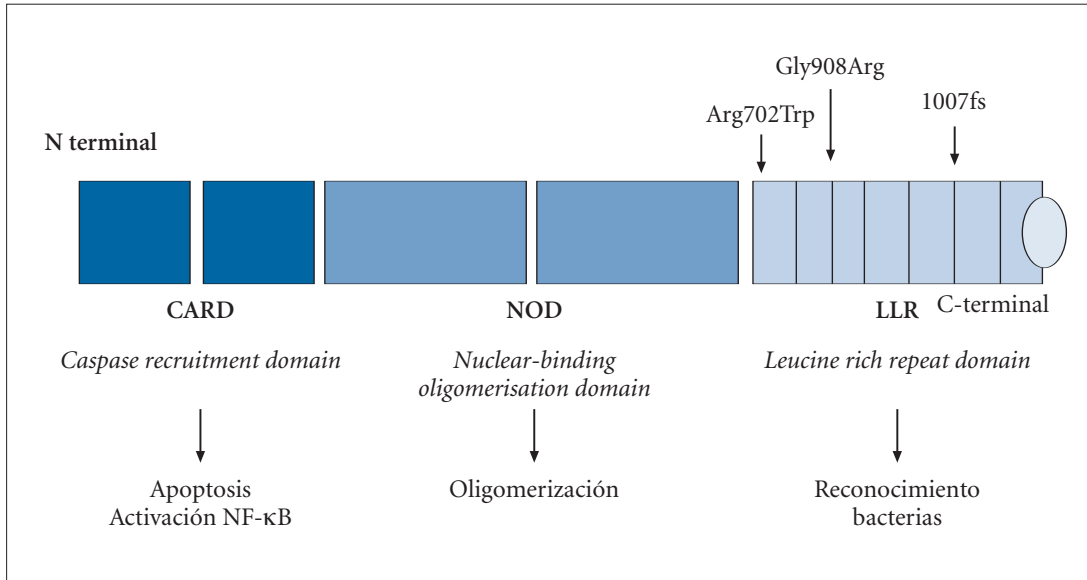 Gly908Arg
Arg702Trp
1007fs
N terminal
CARD
NOD
LLR
C-terminal
Caspase recruitment domain
Nuclear-binding
oligomerisation domain
Leucine rich repeat domain
Apoptosis
Activación NF-κB
Oligomerización
Reconocimiento
bacterias